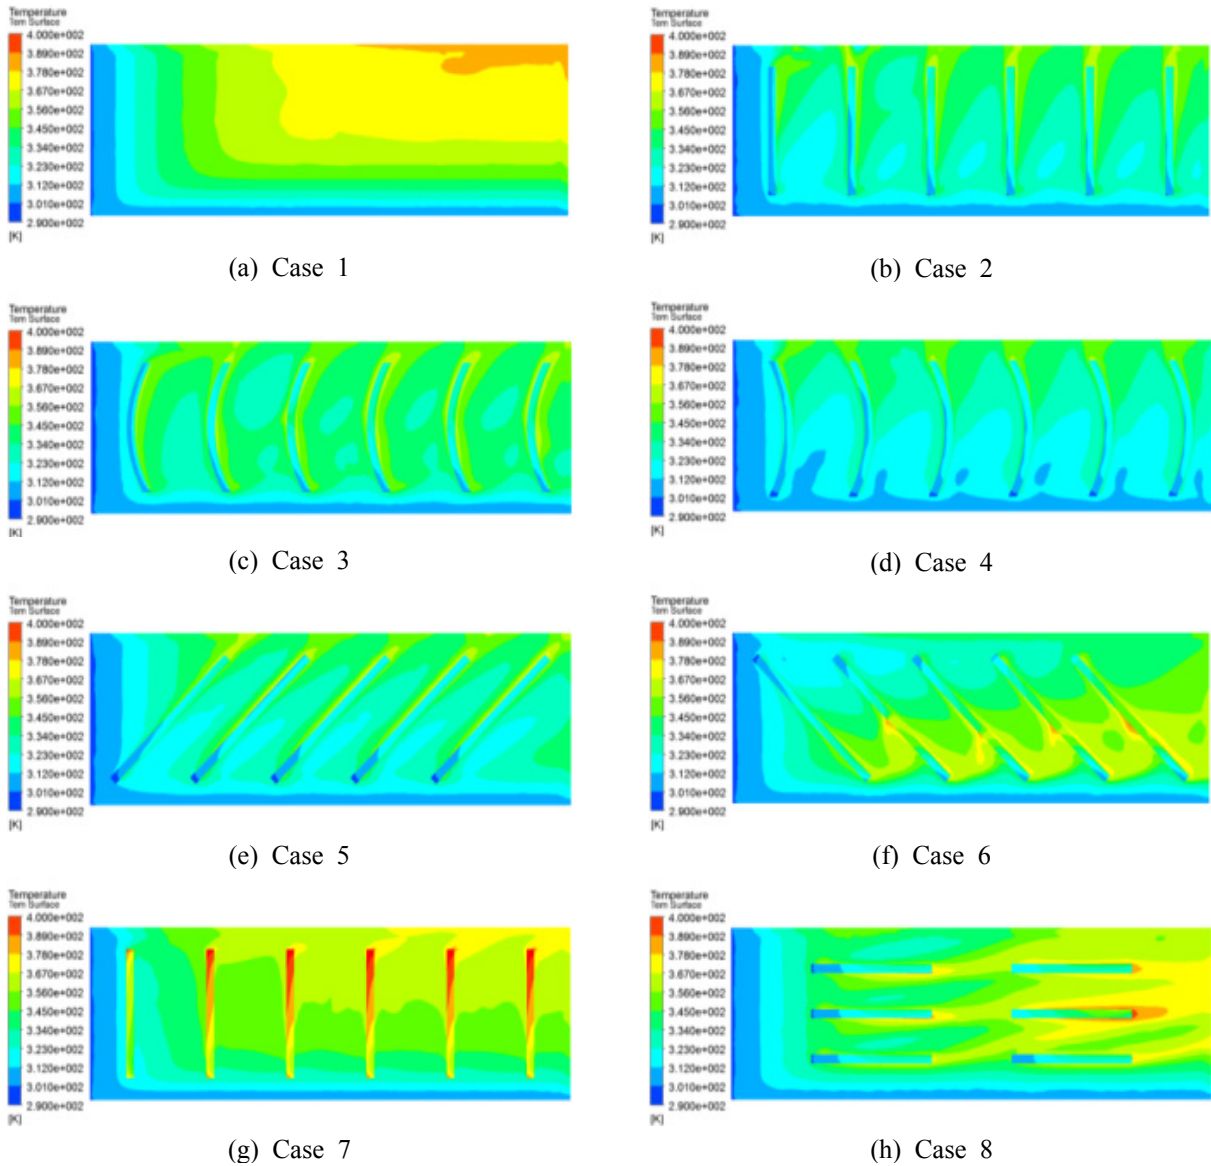 Temperature
Tem Surface
4.000e+002
3.890e+002
3.780e+002
3.670e+002
3.560e+002
3.450e+002
3.340e+002
3.230e+002
3.120e+002
3.010e+002
2.900e+002
[K]
(a) Case 1
Temperature
Tem Surface
4.000e+002
3.890e+002
3.780e+002
3.670e+002
3.560e+002
3.450e+002
3.340e+002
3.230e+002
3.120e+002
3.010e+002
2.900e+002
[K]
(b) Case 2
Temperature
Tem Surface
4.000e+002
3.890e+002
3.780e+002
3.670e+002
3.560e+002
3.450e+002
3.340e+002
3.230e+002
3.120e+002
3.010e+002
2.900e+002
[K]
(c) Case 3
Temperature
Tem Surface
4.000e+002
3.890e+002
3.780e+002
3.670e+002
3.560e+002
3.450e+002
3.340e+002
3.230e+002
3.120e+002
3.010e+002
2.900e+002
[K]
(d) Case 4
Temperature
Tem Surface
4.000e+002
3.890e+002
3.780e+002
3.670e+002
3.560e+002
3.450e+002
3.340e+002
3.230e+002
3.120e+002
3.010e+002
2.900e+002
[K]
(e) Case 5
Temperature
Tem Surface
4.000e+002
3.890e+002
3.780e+002
3.670e+002
3.560e+002
3.450e+002
3.340e+002
3.230e+002
3.120e+002
3.010e+002
2.900e+002
[K]
(f) Case 6
Temperature
Tem Surface
4.000e+002
3.890e+002
3.780e+002
3.670e+002
3.560e+002
3.450e+002
3.340e+002
3.230e+002
3.120e+002
3.010e+002
2.900e+002
[K]
(g) Case 7
Temperature
Tem Surface
4.000e+002
3.890e+002
3.780e+002
3.670e+002
3.560e+002
3.450e+002
3.340e+002
3.230e+002
3.120e+002
3.010e+002
2.900e+002
[K]
(h) Case 8